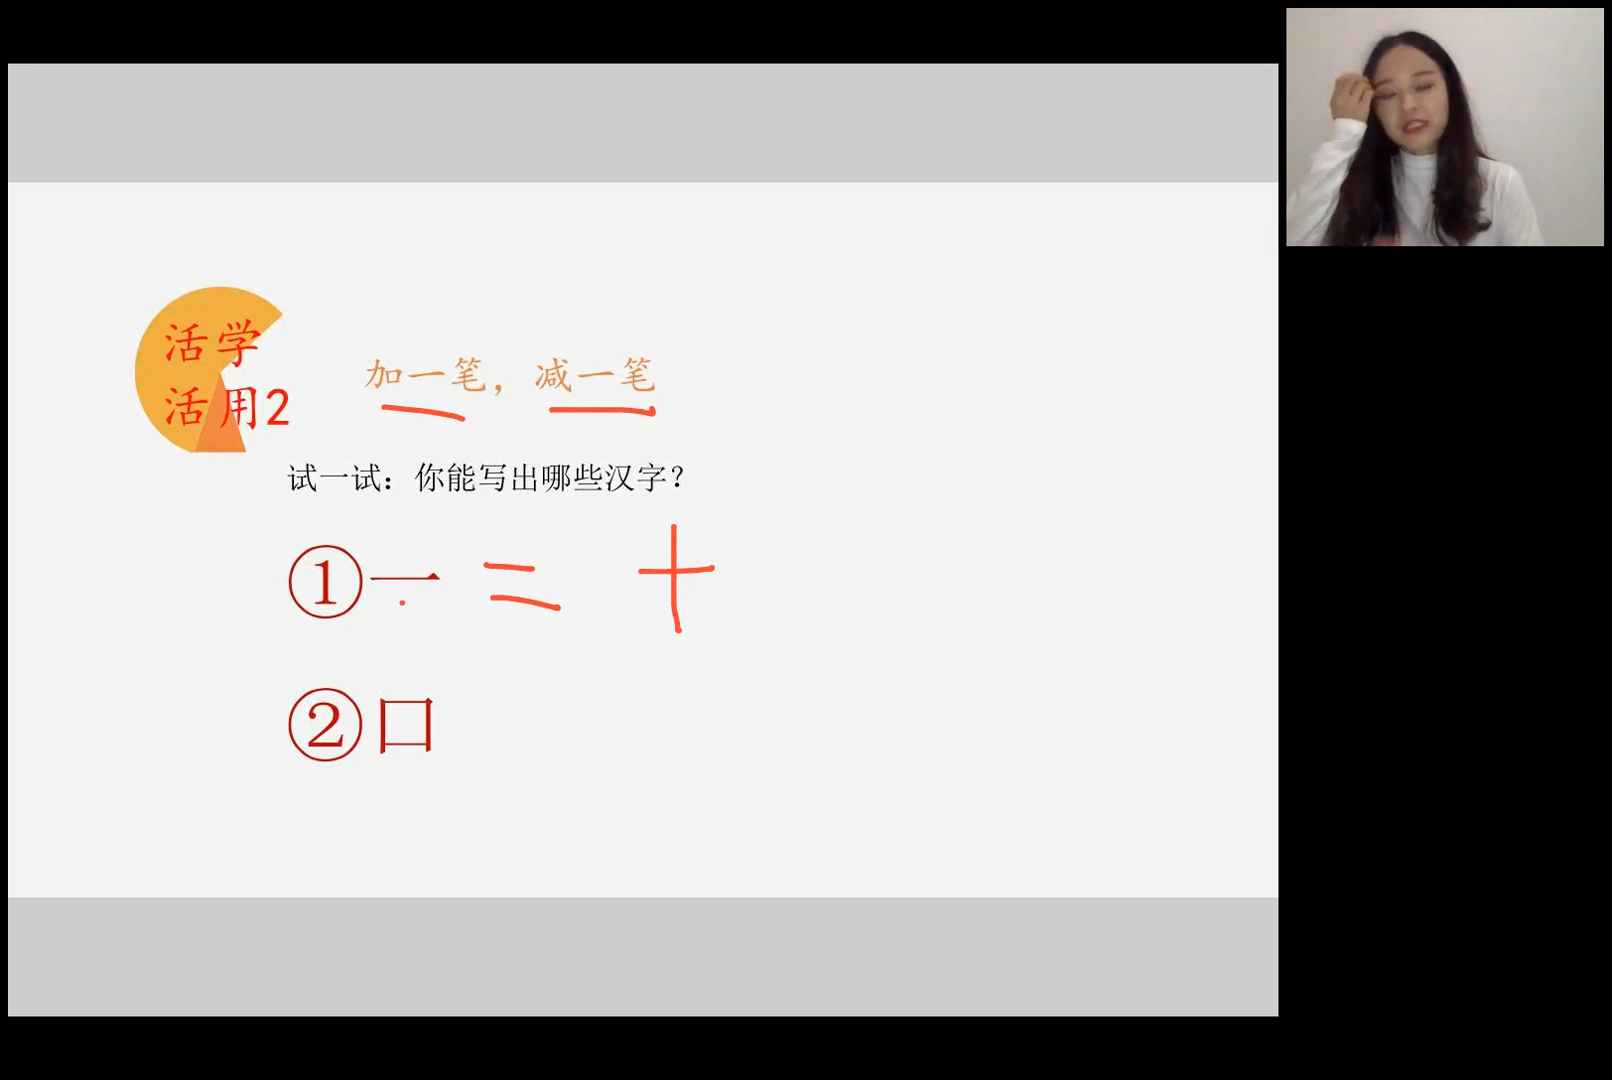 活学
活用2
加一笔，减一笔
试一试：你能写出哪些汉字？
①一 二 十
②口